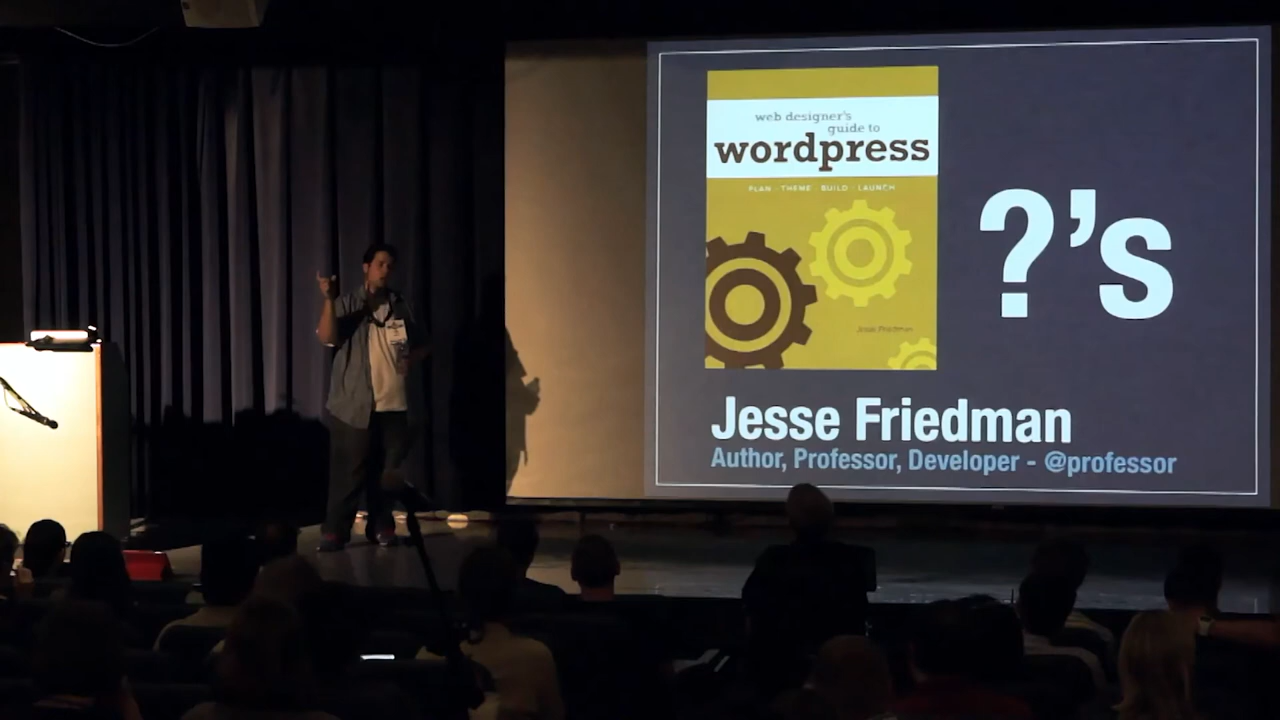 web designer's
guide to
wordpress
PLAN · THEME · BUILD · LAUNCH
Jesse Friedman
?'s
Jesse Friedman
Author, Professor, Developer - @professor